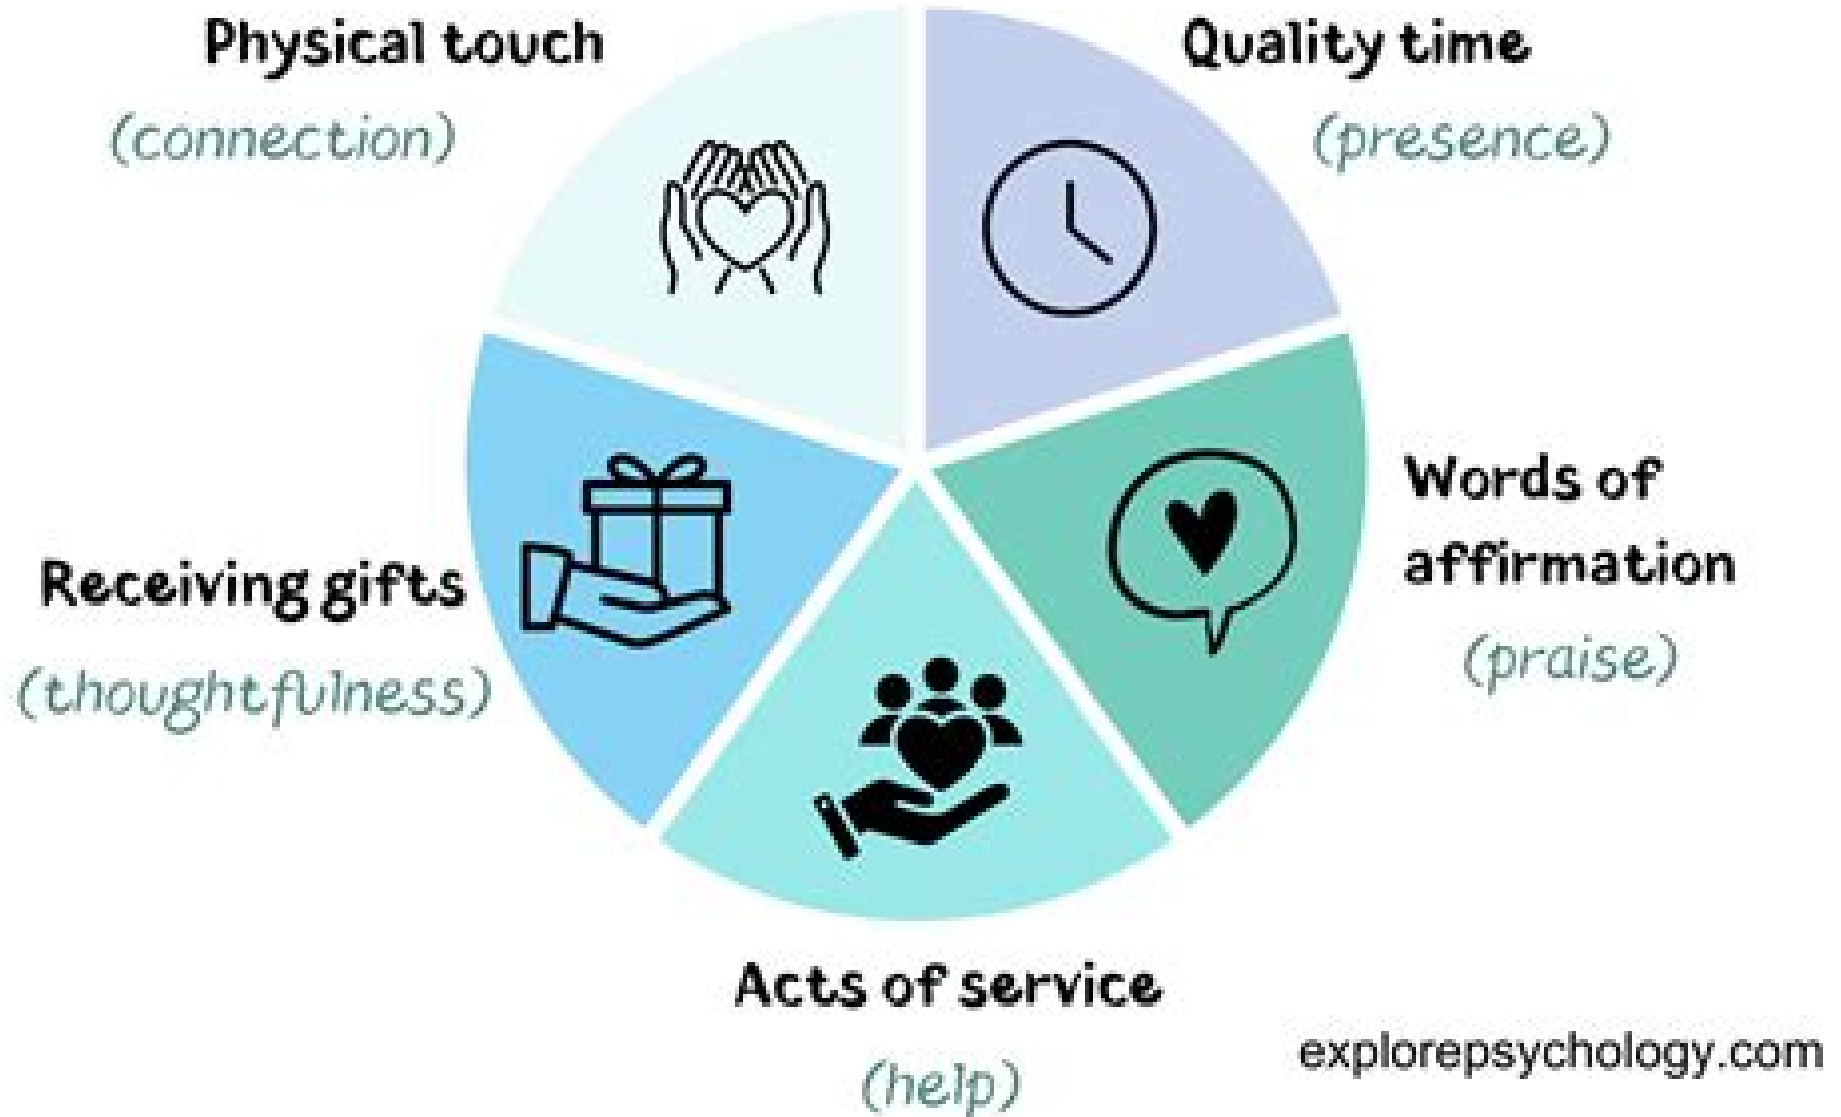 Physical touch
(connection)
Quality time
(presence)
Words of
affirmation
(praise)
Receiving gifts
(thoughtfulness)
Acts of service
(help)
explorepsychology.com